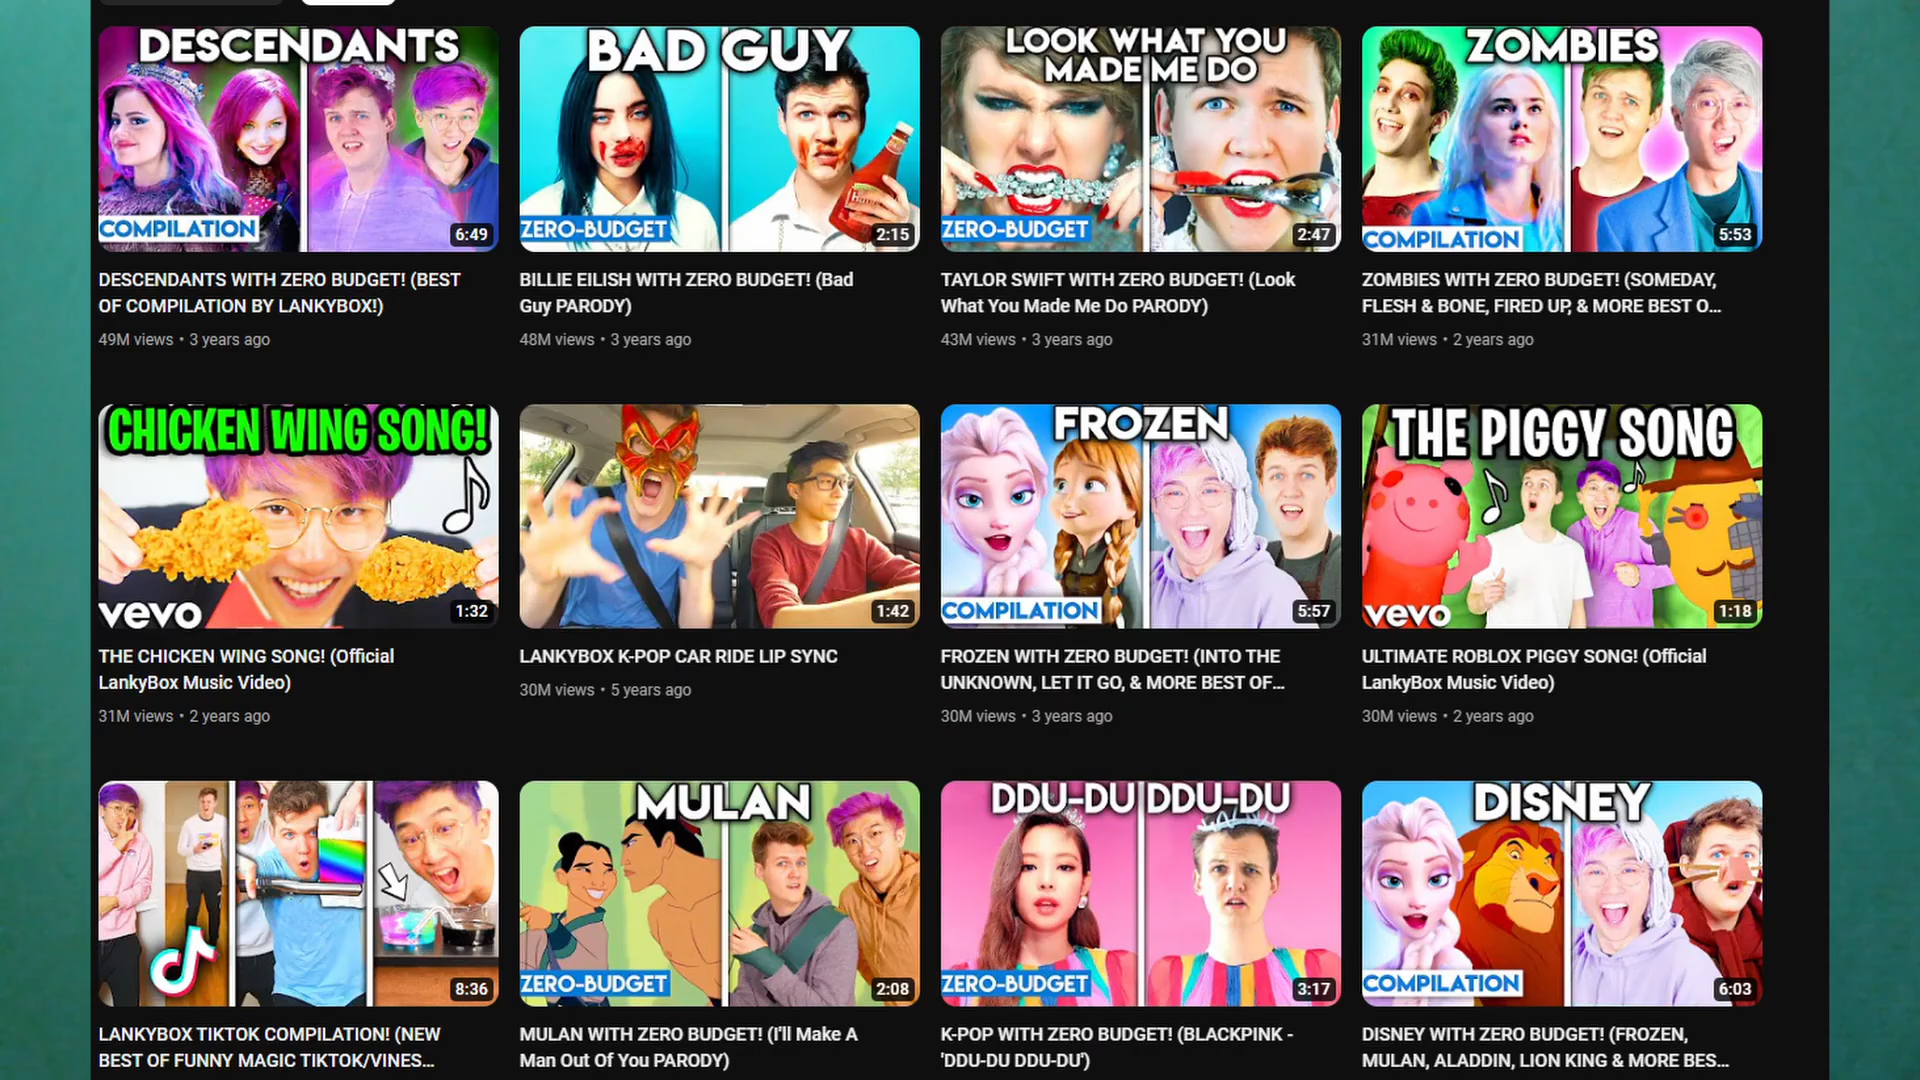 DESCENDANTS
COMPILATION
6:49
DESCENDANTS WITH ZERO BUDGET! (BEST
OF COMPILATION BY LANKYBOX!)
49M views • 3 years ago
BAD GUY
ZERO-BUDGET
2:15
BILLIE EILISH WITH ZERO BUDGET! (Bad
Guy PARODY)
48M views • 3 years ago
LOOK WHAT YOU
MADE ME DO
ZERO-BUDGET
2:47
TAYLOR SWIFT WITH ZERO BUDGET! (Look
What You Made Me Do PARODY)
43M views • 3 years ago
ZOMBIES
COMPILATION
5:53
ZOMBIES WITH ZERO BUDGET! (SOMEDAY,
FLESH & BONE, FIRED UP, & MORE BEST O...
31M views • 2 years ago
CHICKEN WING SONG!
vevo
1:32
THE CHICKEN WING SONG! (Official
LankyBox Music Video)
31M views • 2 years ago
1:42
LANKYBOX K-POP CAR RIDE LIP SYNC
30M views • 5 years ago
FROZEN
COMPILATION
5:57
FROZEN WITH ZERO BUDGET! (INTO THE
UNKNOWN, LET IT GO, & MORE BEST OF...
30M views • 3 years ago
THE PIGGY SONG
vevo
1:18
ULTIMATE ROBLOX PIGGY SONG! (Official
LankyBox Music Video)
30M views • 2 years ago
8:36
LANKYBOX TIKTOK COMPILATION! (NEW
BEST OF FUNNY MAGIC TIKTOK/VINES...
MULAN
ZERO-BUDGET
2:08
MULAN WITH ZERO BUDGET! (I'll Make A
Man Out Of You PARODY)
DDU-DU DDU-DU
ZERO-BUDGET
3:17
K-POP WITH ZERO BUDGET! (BLACKPINK -
'DDU-DU DDU-DU')
DISNEY
COMPILATION
6:03
DISNEY WITH ZERO BUDGET! (FROZEN,
MULAN, ALADDIN, LION KING & MORE BES...